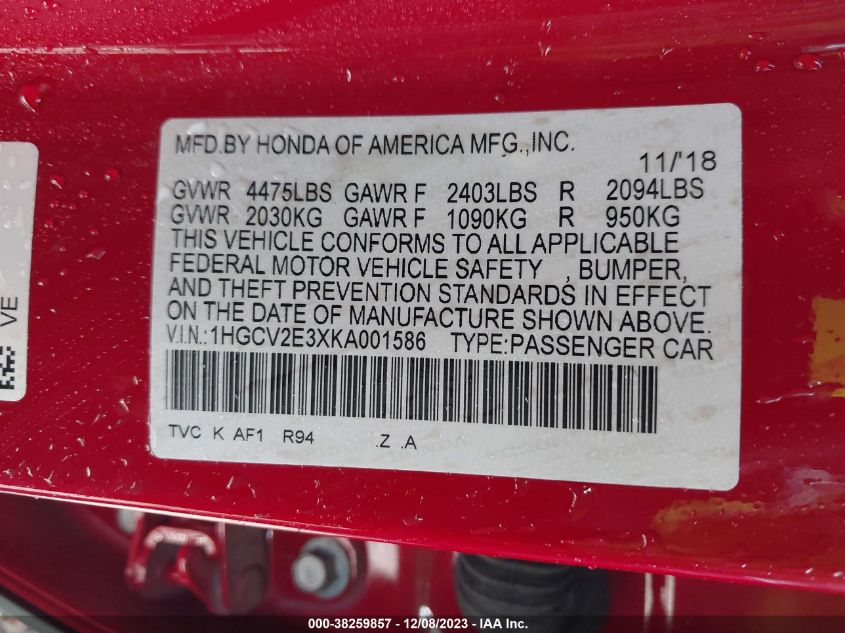 MFD.BY HONDA OF AMERICA MFG.,INC.
11/'18
GVWR 4475LBS GAWR F 2403LBS R 2094LBS
GVWR 2030KG GAWR F 1090KG R 950KG
THIS VEHICLE CONFORMS TO ALL APPLICABLE
FEDERAL MOTOR VEHICLE SAFETY , BUMPER,
AND THEFT PREVENTION STANDARDS IN EFFECT
ON THE DATE OF MANUFACTURE SHOWN ABOVE.
V.I.N.:1HGCV2E3XKA001586 TYPE:PASSENGER CAR
TVC K AF1 R94 .Z .A
VE
000-38259857 - 12/08/2023 - IAA Inc.